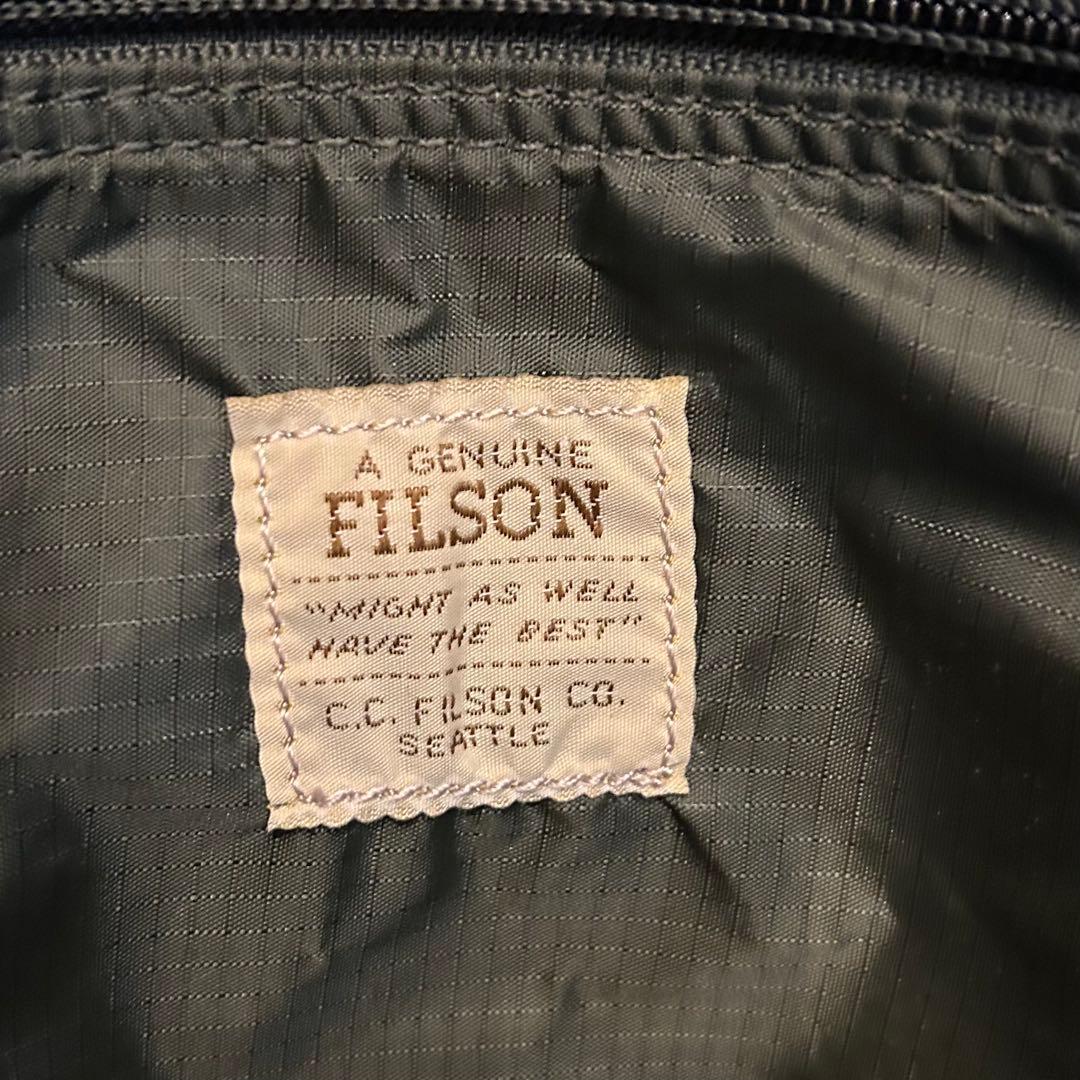 A GENUINE
FILSON
"MIGHT AS WELL
HAVE THE BEST"
C.C. FILSON CO.
SEATTLE